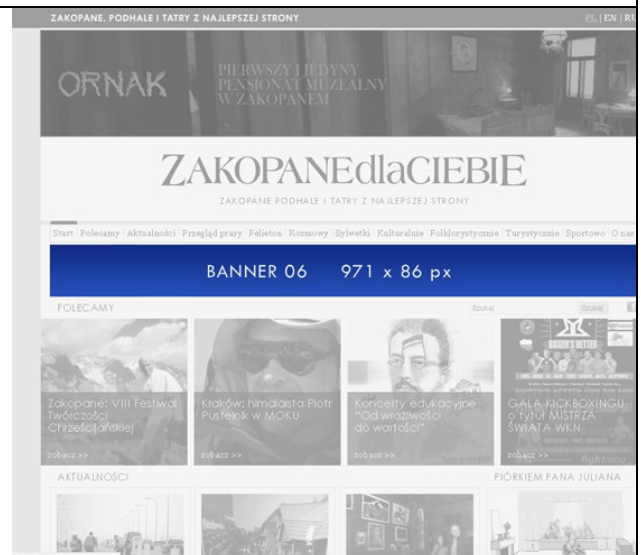 ZAKOPANE, PODHALE I TATRY Z NAJLEPSZEJ STRONY
PL | EN | RU
ORNAK
PIERWSZY I JEDYNY
PENSJONAT MUZEALNY
W ZAKOPANEM
ZAKOPANEdlaCIEBIE
ZAKOPANE PODHALE I TATRY Z NAJLEPSZEJ STRONY
Start Polecamy Aktualności Przegląd prasy Felieton Rozmowy Sylwetki Kulturalnie Folklorystycznie Turystycznie Sportowo O nas
BANNER 06 971 x 86 px
POLECAMY
Szukaj Szukaj
BIGGER'S BETTER
Zakopane: VIII Festiwal
Twórczości
Chrześcijańskiej
zobacz >>
Kraków: himalaista Piotr
Pustelnik w MOKU
zobacz >>
Koncerty edukacyjne
"Od wrażliwości
do wartości"
zobacz >>
GALA KICKBOXINGU
o tytuł MISTRZA
ŚWIATA WKN
zobacz >>
fightning
AKTUALNOŚCI
PIÓRKIEM PANA JULIANA